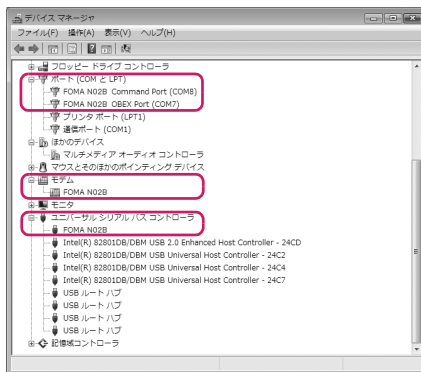 デバイス マネージャ
ファイル(F) 操作(A) 表示(V) ヘルプ(H)
フロッピー ドライブ コントローラ
ポート (COM と LPT)
FOMA N02B Command Port (COM8)
FOMA N02B OBEX Port (COM7)
プリンタ ポート (LPT1)
通信ポート (COM1)
ほかのデバイス
マルチメディア オーディオ コントローラ
マウスとそのほかのポインティング デバイス
モデム
FOMA N02B
モニタ
ユニバーサル シリアル バス コントローラ
FOMA N02B
Intel(R) 82801DB/DBM USB 2.0 Enhanced Host Controller - 24CD
Intel(R) 82801DB/DBM USB Universal Host Controller - 24C2
Intel(R) 82801DB/DBM USB Universal Host Controller - 24C4
Intel(R) 82801DB/DBM USB Universal Host Controller - 24C7
USB ルート ハブ
USB ルート ハブ
USB ルート ハブ
USB ルート ハブ
記憶域コントローラ